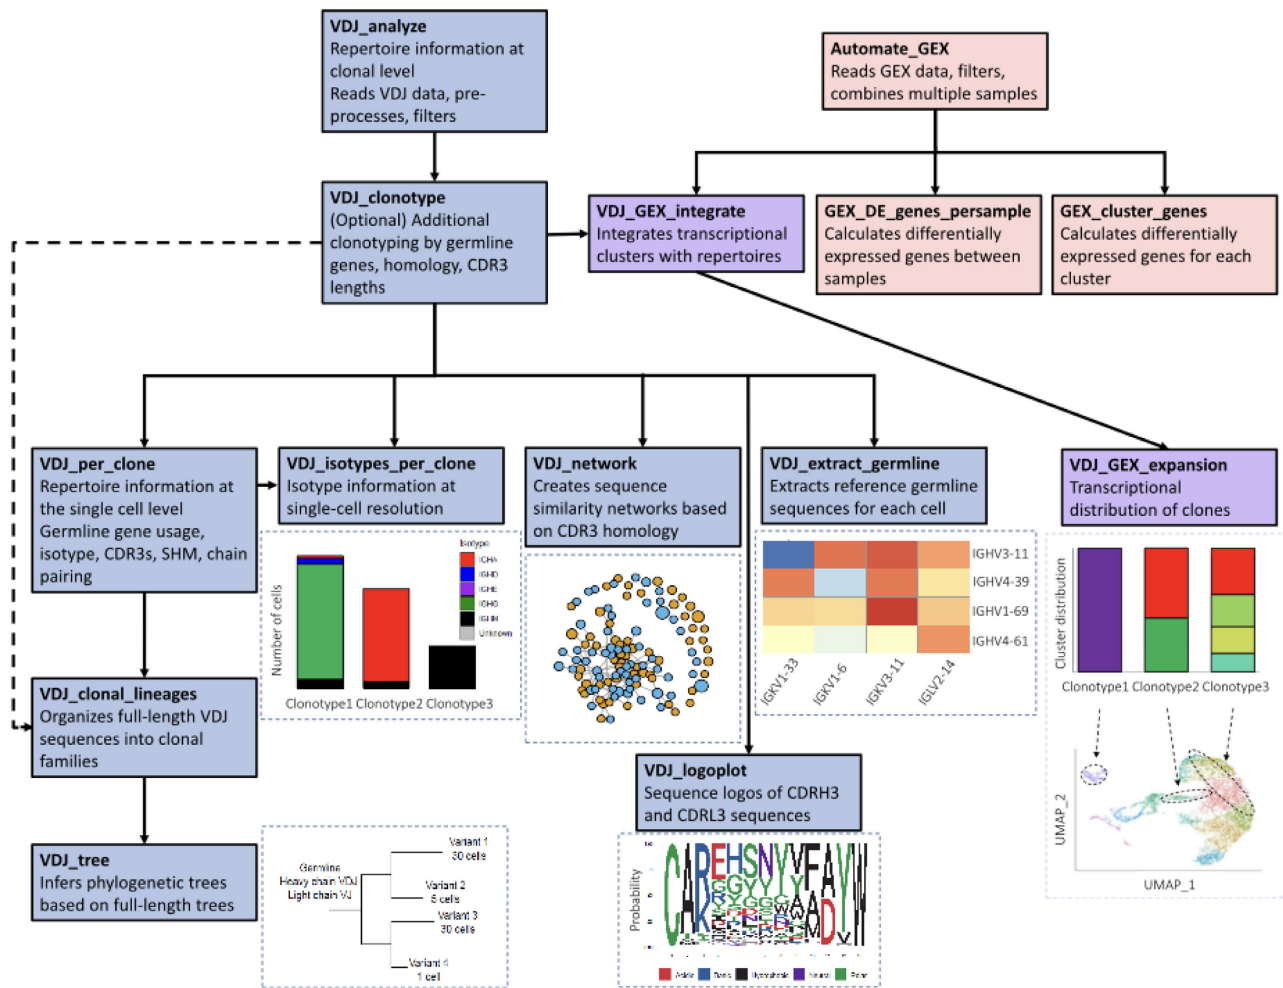 VDJ_analyze
Repertoire information at
clonal level
Reads VDJ data, pre-
processes, filters
Automate_GEX
Reads GEX data, filters,
combines multiple samples
VDJ_clonotype
(Optional) Additional
clonotyping by germline
genes, homology, CDR3
lengths
VDJ_GEX_integrate
Integrates transcriptional
clusters with repertoires
GEX_DE_genes_persample
Calculates differentially
expressed genes between
samples
GEX_cluster_genes
Calculates differentially
expressed genes for each
cluster
VDJ_per_clone
Repertoire information at
the single cell level
Germline gene usage,
isotype, CDR3s, SHM, chain
pairing
VDJ_isotypes_per_clone
Isotype information at
single-cell resolution
VDJ_network
Creates sequence
similarity networks based
on CDR3 homology
VDJ_extract_germline
Extracts reference germline
sequences for each cell
VDJ_GEX_expansion
Transcriptional
distribution of clones
Number of cells
Isotype
IGHD
IGHE
IGHG
Unknown
Clonotype1 Clonotype2 Clonotype3
IGHV3-11
IGHV4-39
IGHV1-69
IGHV4-61
IGKV1-33
IGKV1-6
IGKV3-11
IGLV2-14
Cluster distribution
Clonotype1 Clonotype2 Clonotype3
UMAP_2
UMAP_1
VDJ_clonal_lineages
Organizes full-length VDJ
sequences into clonal
families
VDJ_logoplot
Sequence logos of CDRH3
and CDRL3 sequences
VDJ_tree
Infers phylogenetic trees
based on full-length trees
Germline
Heavy chain VDJ
Light chain VJ
Variant 1
30 cells
Variant 2
5 cells
Variant 3
30 cells
Variant 4
1 cell
Probability
CAREHSNYYFAYW
Acidic Basic Hydrophobic Neutral Polar